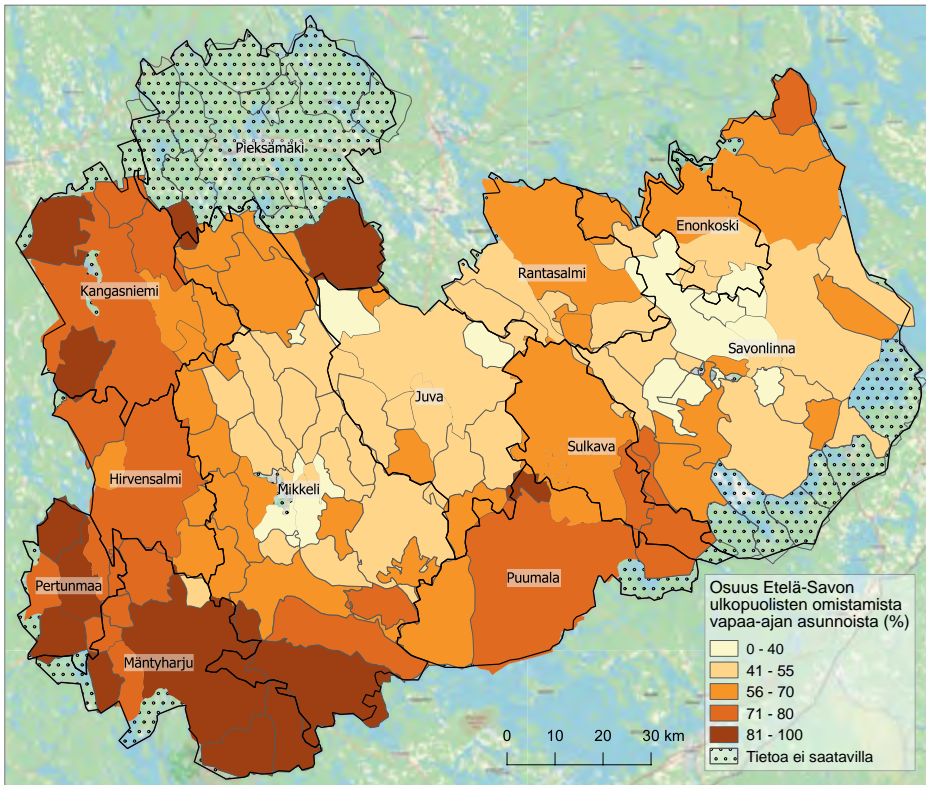 Pieksämäki
Enonkoski
Rantasalmi
Kangasniemi
Savonlinna
Juva
Sulkava
Hirvensalmi
Mikkeli
Puumala
Pertunmaa
Mäntyharju
Osuus Etelä-Savon
ulkopuolisten omistamista
vapaa-ajan asunnoista (%)
0 - 40
41 - 55
56 - 70
71 - 80
81 - 100
Tietoa ei saatavilla
0 10 20 30 km